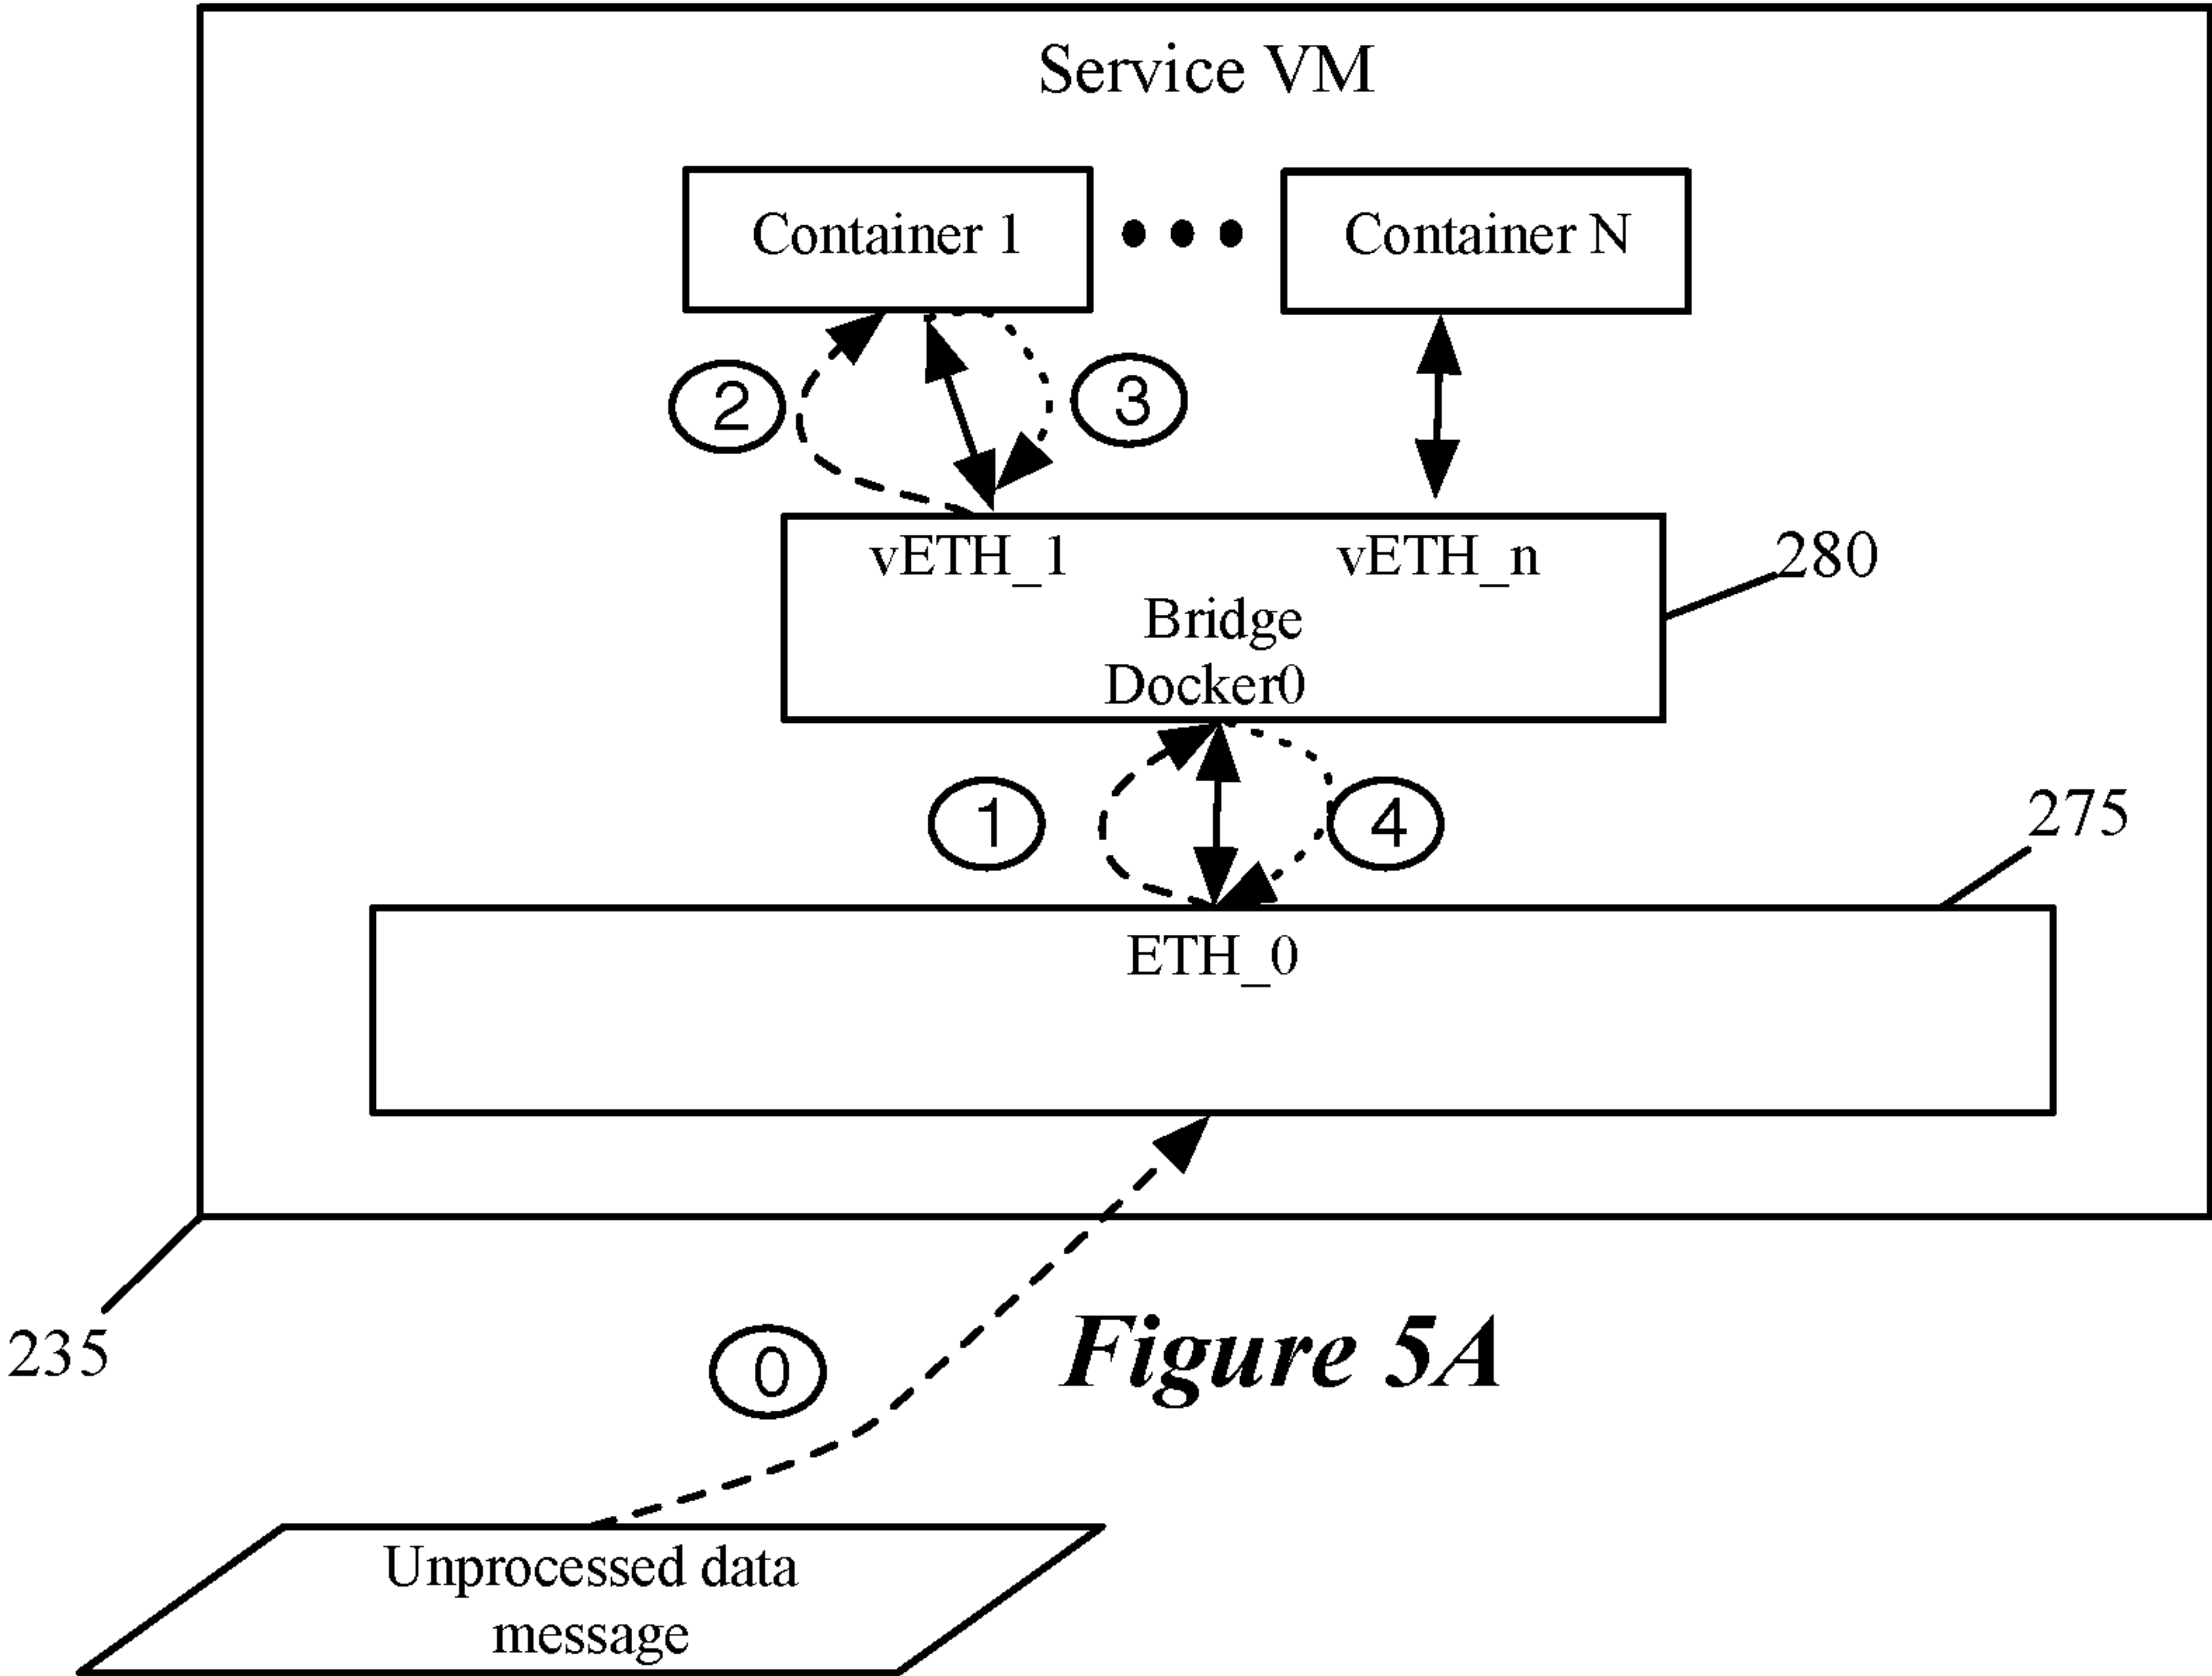 Service VM
Container 1
Container N
2
3
vETH_1
vETH_n
280
Bridge
Docker0
1
4
275
ETH_0
235
0
Figure 5A
Unprocessed data
message